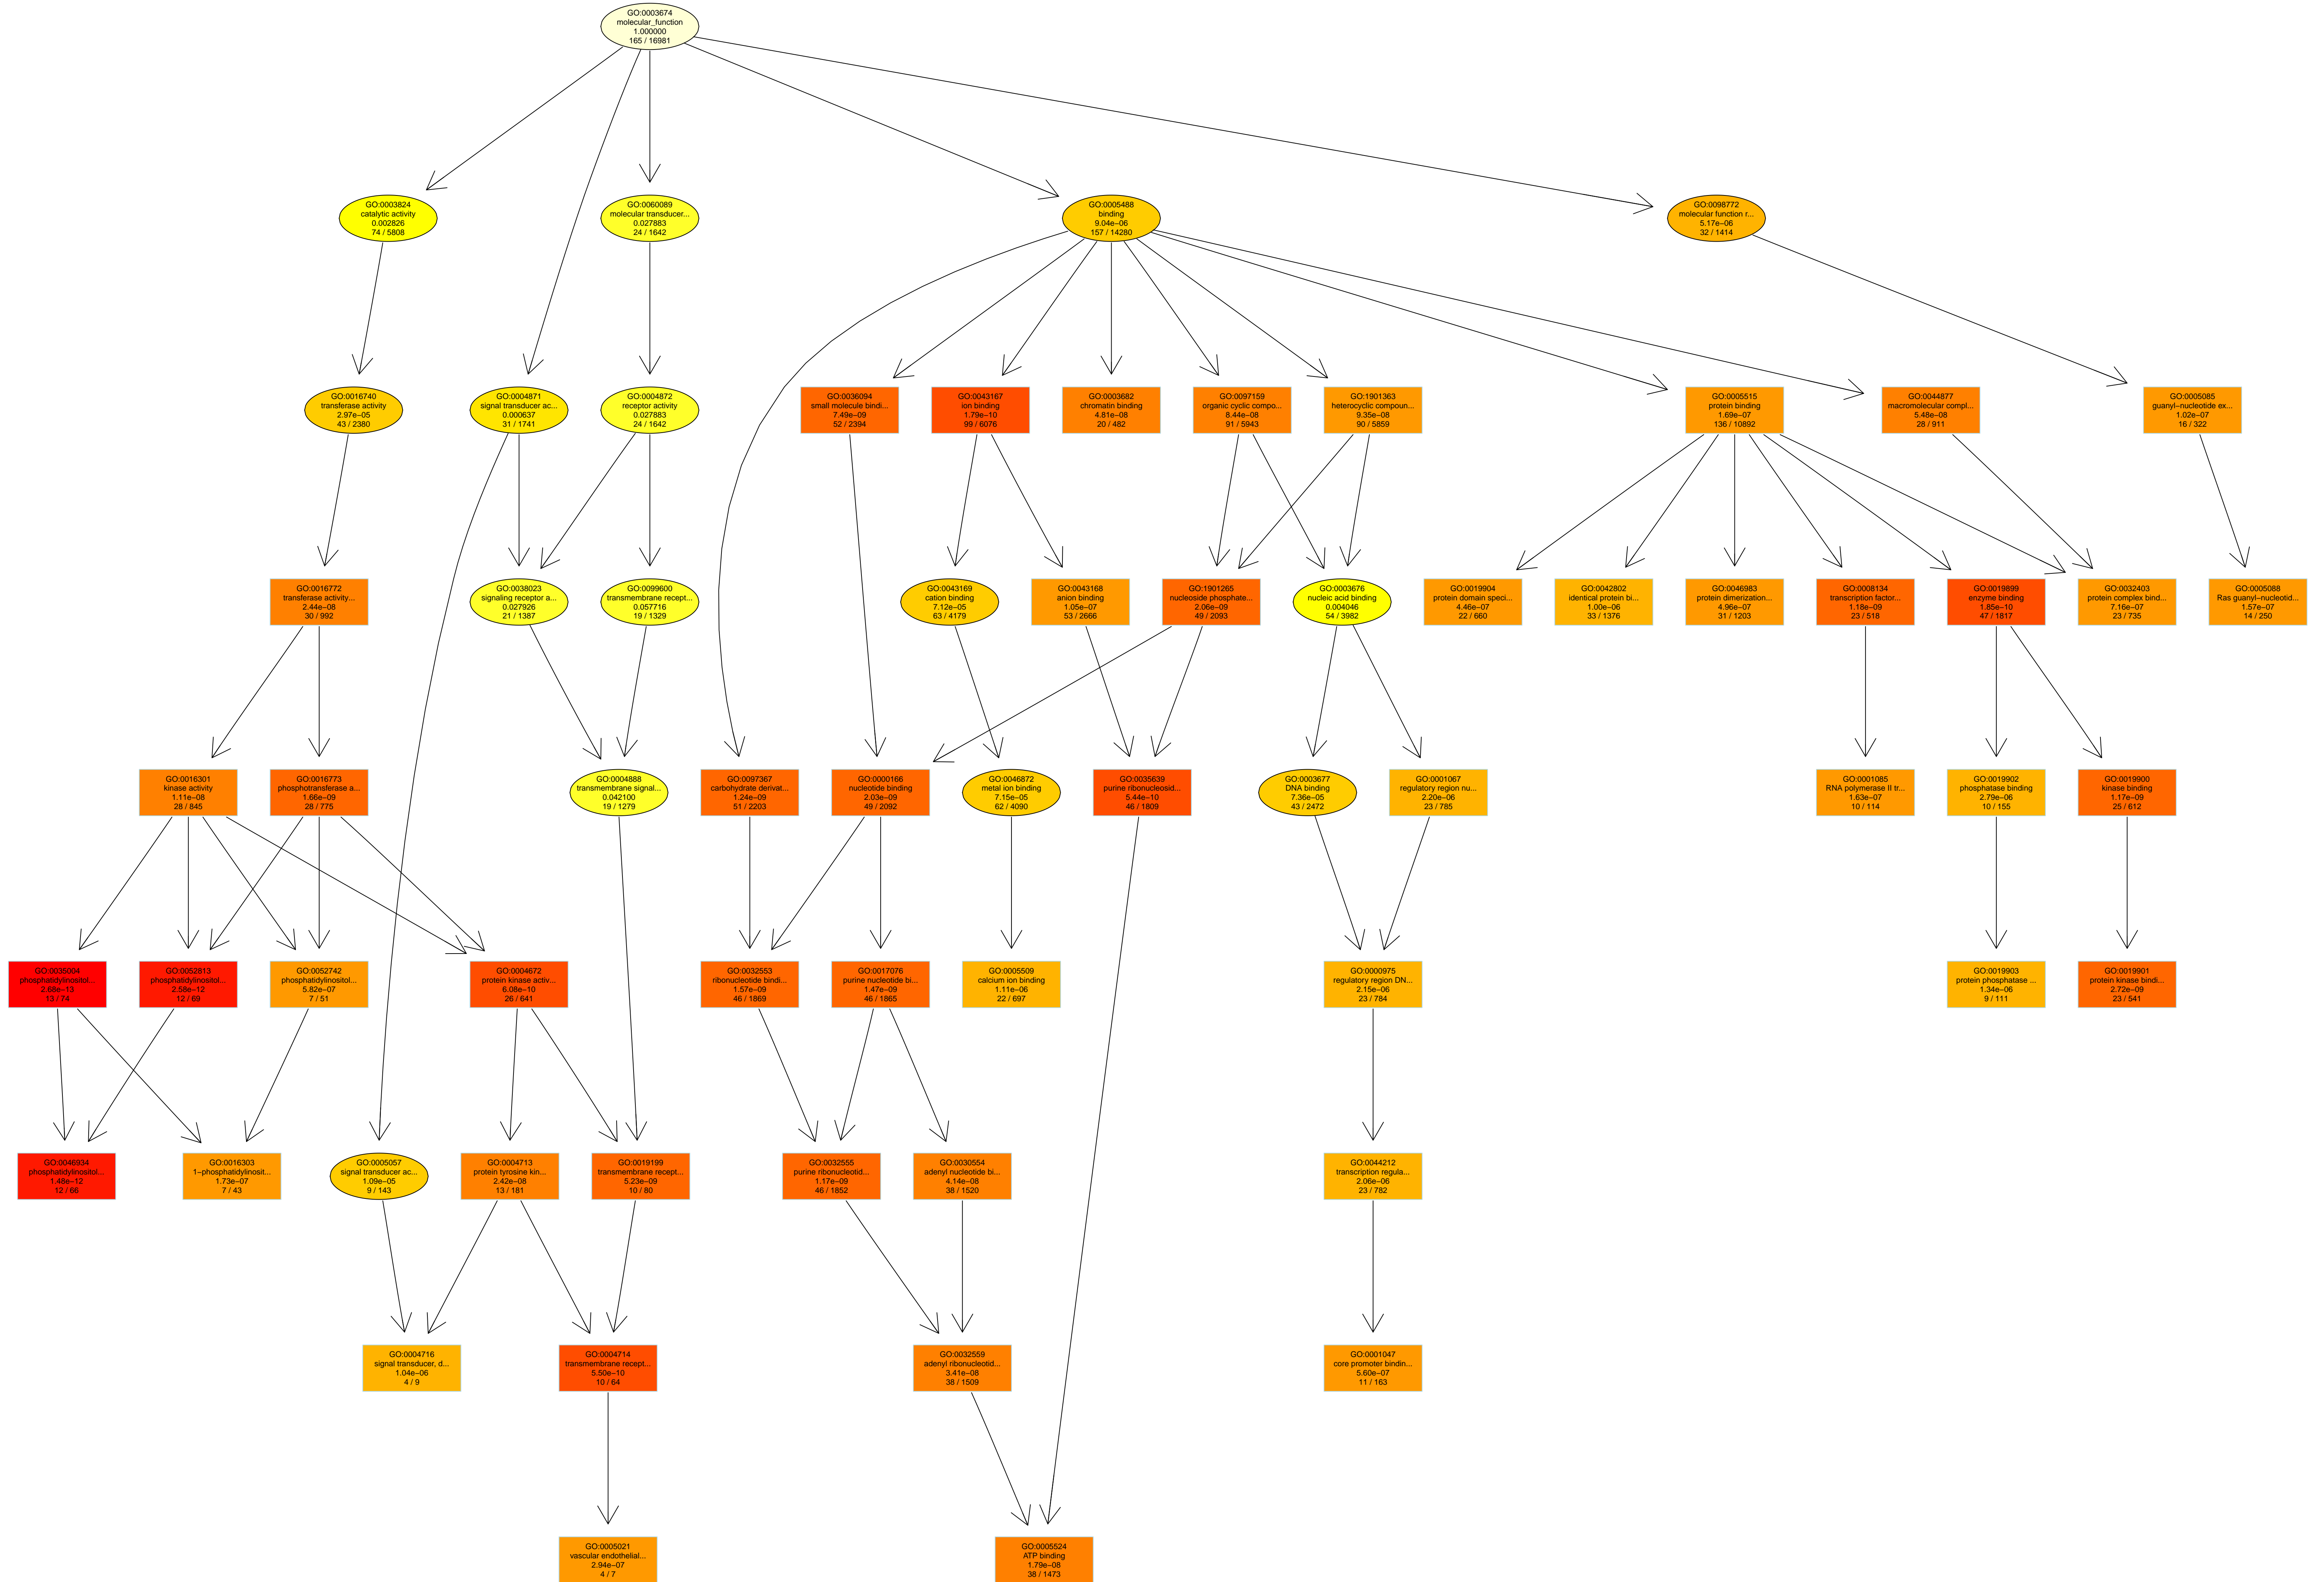 GO:0003674
molecular_function
1.000000
165 / 16981
GO:0003824
catalytic activity
0.002826
74 / 5808
GO:0060089
molecular transducer...
0.027883
24 / 1642
GO:0005488
binding
9.04e−06
157 / 14280
GO:0098772
molecular function r...
5.17e−06
32 / 1414
GO:0016740
transferase activity
2.97e−05
43 / 2380
GO:0004871
signal transducer ac...
0.000637
31 / 1741
GO:0004872
receptor activity
0.027883
24 / 1642
GO:0036094
small molecule bindi...
7.49e−09
52 / 2394
GO:0043167
ion binding
1.79e−10
99 / 6076
GO:0003682
chromatin binding
4.81e−08
20 / 482
GO:0097159
organic cyclic compo...
8.44e−08
91 / 5943
GO:1901363
heterocyclic compoun...
9.35e−08
90 / 5859
GO:0005515
protein binding
1.69e−07
136 / 10892
GO:0044877
macromolecular compl...
5.48e−08
28 / 911
GO:0005085
guanyl−nucleotide ex...
1.02e−07
16 / 322
GO:0016772
transferase activity...
2.44e−08
30 / 992
GO:0038023
signaling receptor a...
0.027926
21 / 1387
GO:0099600
transmembrane recept...
0.057716
19 / 1329
GO:0043169
cation binding
7.12e−05
63 / 4179
GO:0043168
anion binding
1.05e−07
53 / 2666
GO:1901265
nucleoside phosphate...
2.06e−09
49 / 2093
GO:0003676
nucleic acid binding
0.004046
54 / 3982
GO:0019904
protein domain speci...
4.46e−07
22 / 660
GO:0042802
identical protein bi...
1.00e−06
33 / 1376
GO:0046983
protein dimerization...
4.96e−07
31 / 1203
GO:0008134
transcription factor...
1.18e−09
23 / 518
GO:0019899
enzyme binding
1.85e−10
47 / 1817
GO:0032403
protein complex bind...
7.16e−07
23 / 735
GO:0005088
Ras guanyl−nucleotid...
1.57e−07
14 / 250
GO:0016301
kinase activity
1.11e−08
28 / 845
GO:0016773
phosphotransferase a...
1.66e−09
28 / 775
GO:0004888
transmembrane signal...
0.042100
19 / 1279
GO:0097367
carbohydrate derivat...
1.24e−09
51 / 2203
GO:0000166
nucleotide binding
2.03e−09
49 / 2092
GO:0046872
metal ion binding
7.15e−05
62 / 4090
GO:0035639
purine ribonucleosid...
5.44e−10
46 / 1809
GO:0003677
DNA binding
7.36e−05
43 / 2472
GO:0001067
regulatory region nu...
2.20e−06
23 / 785
GO:0001085
RNA polymerase II tr...
1.63e−07
10 / 114
GO:0019902
phosphatase binding
2.79e−06
10 / 155
GO:0019900
kinase binding
1.17e−09
25 / 612
GO:0035004
phosphatidylinositol...
2.68e−13
13 / 74
GO:0052813
phosphatidylinositol...
2.58e−12
12 / 69
GO:0052742
phosphatidylinositol...
5.82e−07
7 / 51
GO:0004672
protein kinase activ...
6.08e−10
26 / 641
GO:0032553
ribonucleotide bindi...
1.57e−09
46 / 1869
GO:0017076
purine nucleotide bi...
1.47e−09
46 / 1865
GO:0005509
calcium ion binding
1.11e−06
22 / 697
GO:0000975
regulatory region DN...
2.15e−06
23 / 784
GO:0019903
protein phosphatase ...
1.34e−06
9 / 111
GO:0019901
protein kinase bindi...
2.72e−09
23 / 541
GO:0046934
phosphatidylinositol...
1.48e−12
12 / 66
GO:0016303
1−phosphatidylinosit...
1.73e−07
7 / 43
GO:0005057
signal transducer ac...
1.09e−05
9 / 143
GO:0004713
protein tyrosine kin...
2.42e−08
13 / 181
GO:0019199
transmembrane recept...
5.23e−09
10 / 80
GO:0032555
purine ribonucleotid...
1.17e−09
46 / 1852
GO:0030554
adenyl nucleotide bi...
4.14e−08
38 / 1520
GO:0044212
transcription regula...
2.06e−06
23 / 782
GO:0004716
signal transducer, d...
1.04e−06
4 / 9
GO:0004714
transmembrane recept...
5.50e−10
10 / 64
GO:0032559
adenyl ribonucleotid...
3.41e−08
38 / 1509
GO:0001047
core promoter bindin...
5.60e−07
11 / 163
GO:0005021
vascular endothelial...
2.94e−07
4 / 7
GO:0005524
ATP binding
1.79e−08
38 / 1473